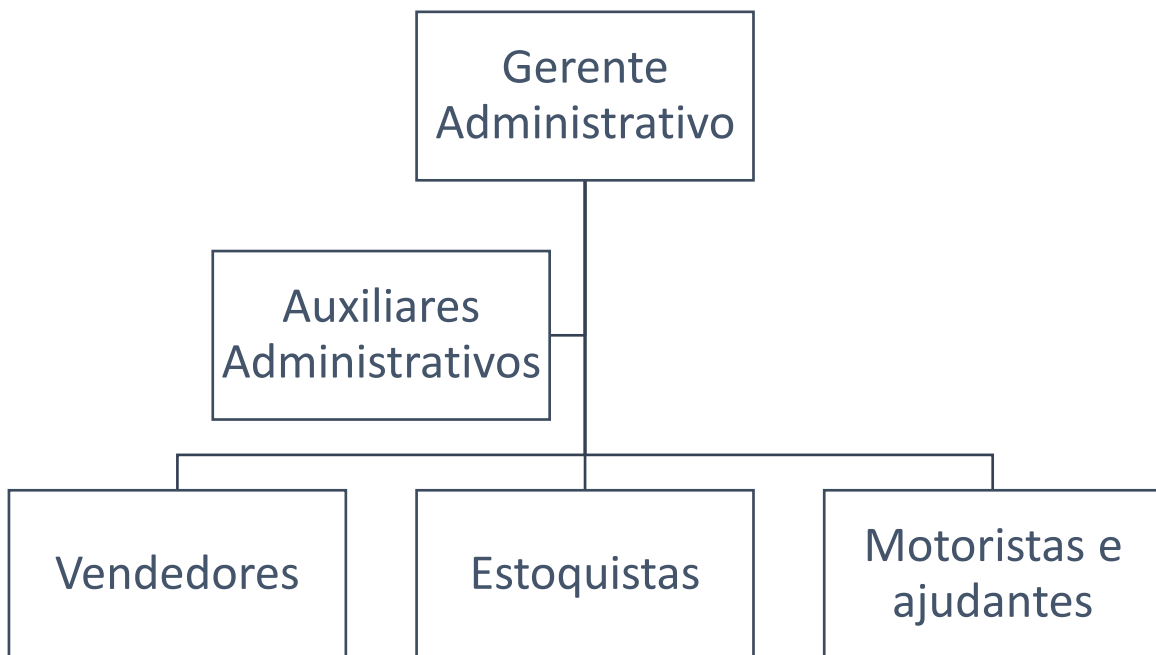 Gerente
Administrativo
Auxiliares
Administrativos
Vendedores
Estoquistas
Motoristas e
ajudantes